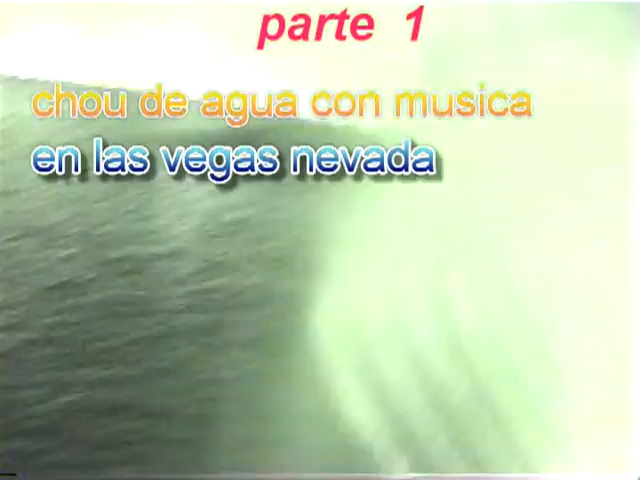 parte 1
chou de agua con musica
en las vegas nevada